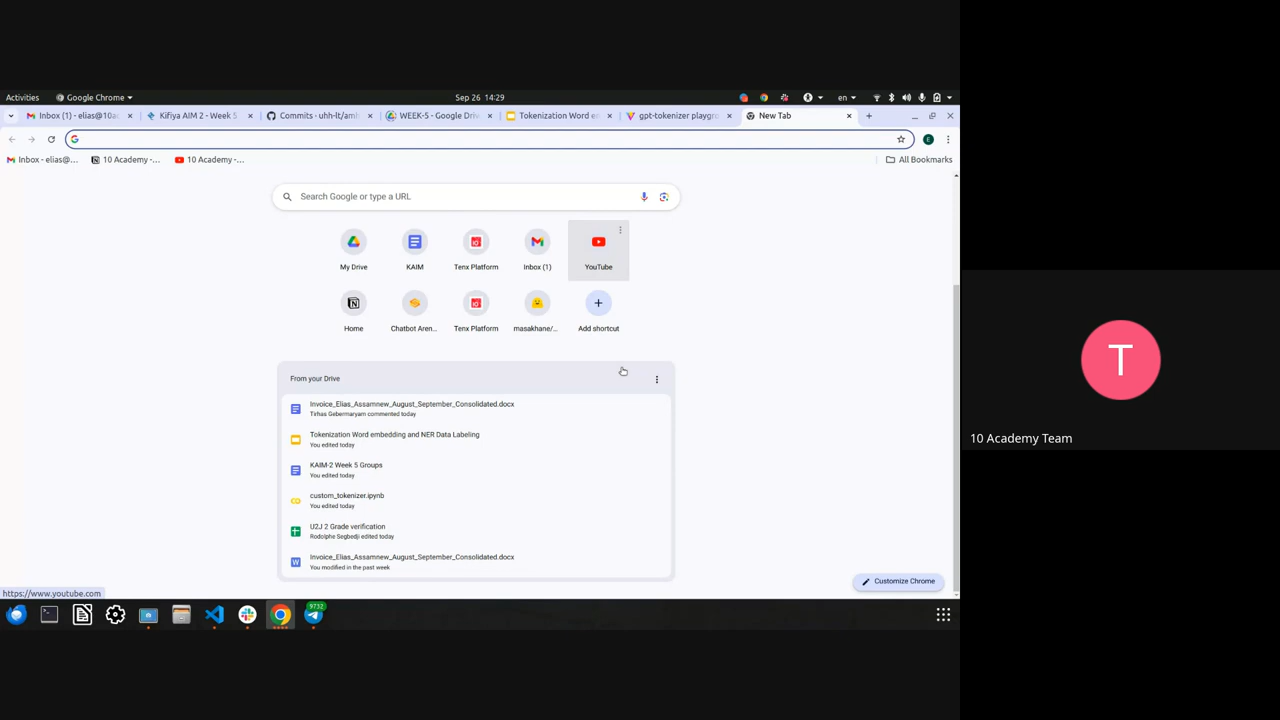 Activities
Google Chrome
Sep 26 14:29
en
Inbox (1) - elias@10a
Kifiya AIM 2 - Week 5
Commits · uhh-lt/amh
WEEK-5 - Google Driv
Tokenization Word em
gpt-tokenizer playgrou
New Tab
Inbox - elias@...
10 Academy -...
10 Academy -...
All Bookmarks
Search Google or type a URL
My Drive
KAIM
Tenx Platform
Inbox (1)
YouTube
Home
Chatbot Aren...
Tenx Platform
masakhane/...
Add shortcut
From your Drive
Invoice_Elias_Assamnew_August_September_Consolidated.docx
Tirhas Gebermaryam commented today
Tokenization Word embedding and NER Data Labeling
You edited today
KAIM-2 Week 5 Groups
You edited today
custom_tokenizer.ipynb
You edited today
U2J 2 Grade verification
Rodolphe Segbedji edited today
Invoice_Elias_Assamnew_August_September_Consolidated.docx
You modified in the past week
Customize Chrome
https://www.youtube.com
9732
T
10 Academy Team